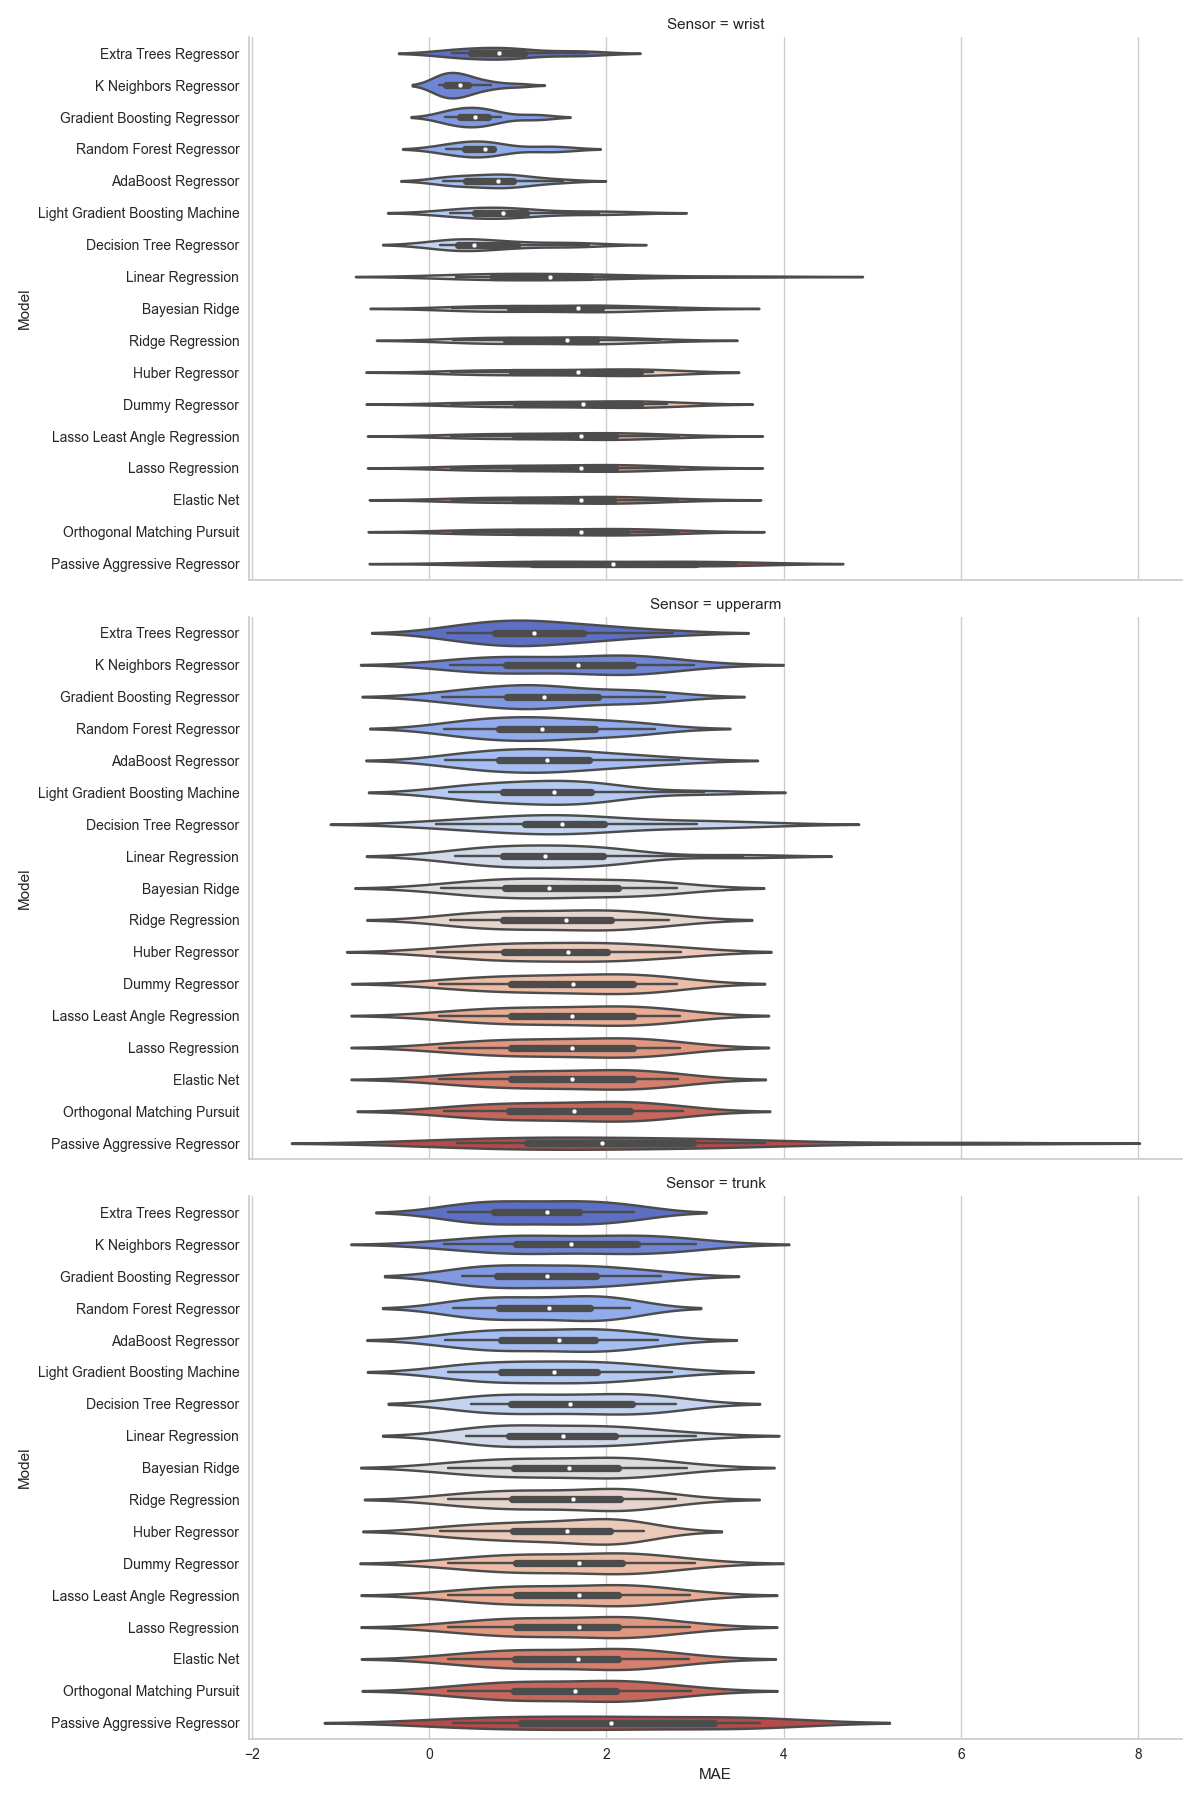 Sensor = wrist
Extra Trees Regressor
K Neighbors Regressor
Gradient Boosting Regressor
Random Forest Regressor
AdaBoost Regressor
Light Gradient Boosting Machine
Decision Tree Regressor
Linear Regression
Bayesian Ridge
Ridge Regression
Huber Regressor
Dummy Regressor
Lasso Least Angle Regression
Lasso Regression
Elastic Net
Orthogonal Matching Pursuit
Passive Aggressive Regressor
Model
Sensor = upperarm
Extra Trees Regressor
K Neighbors Regressor
Gradient Boosting Regressor
Random Forest Regressor
AdaBoost Regressor
Light Gradient Boosting Machine
Decision Tree Regressor
Linear Regression
Bayesian Ridge
Ridge Regression
Huber Regressor
Dummy Regressor
Lasso Least Angle Regression
Lasso Regression
Elastic Net
Orthogonal Matching Pursuit
Passive Aggressive Regressor
Model
Sensor = trunk
Extra Trees Regressor
K Neighbors Regressor
Gradient Boosting Regressor
Random Forest Regressor
AdaBoost Regressor
Light Gradient Boosting Machine
Decision Tree Regressor
Linear Regression
Bayesian Ridge
Ridge Regression
Huber Regressor
Dummy Regressor
Lasso Least Angle Regression
Lasso Regression
Elastic Net
Orthogonal Matching Pursuit
Passive Aggressive Regressor
Model
−2 0 2 4 6 8
MAE